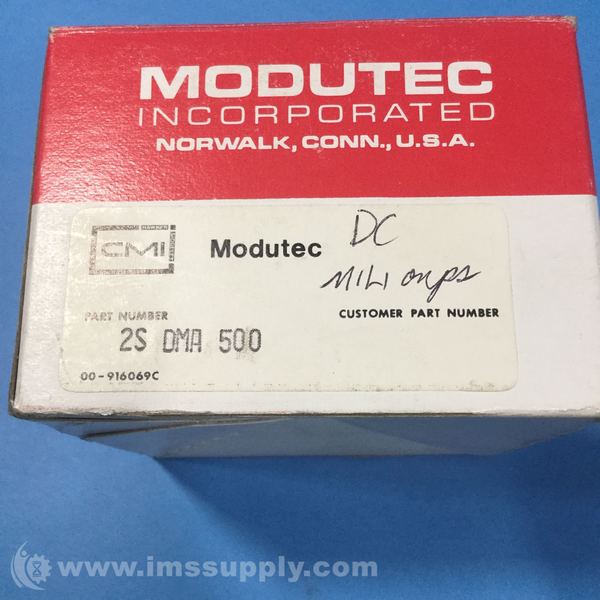 MODUTEC
INCORPORATED
NORWALK, CONN., U.S.A.
CMI
Modutec
DC
MILI amps
PART NUMBER
CUSTOMER PART NUMBER
2S DMA 500
00-916069C
www.imssupply.com